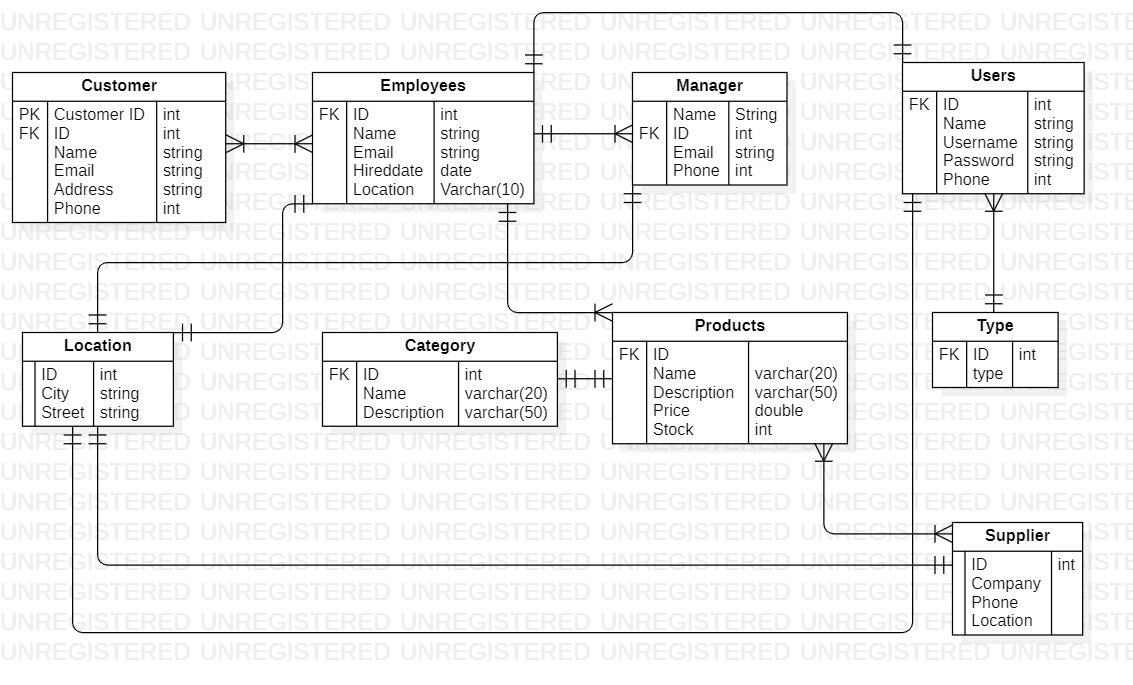 Customer
PK Customer ID int
FK ID int
Name string
Email string
Address string
Phone int
Employees
FK ID int
Name string
Email string
Hireddate date
Location Varchar(10)
Manager
Name String
FK ID int
Email string
Phone int
Users
FK ID int
Name string
Username string
Password string
Phone int
Location
ID int
City string
Street string
Category
FK ID int
Name varchar(20)
Description varchar(50)
Products
FK ID
Name varchar(20)
Description varchar(50)
Price double
Stock int
Type
FK ID int
type
Supplier
ID int
Company
Phone
Location
UNREGISTERED